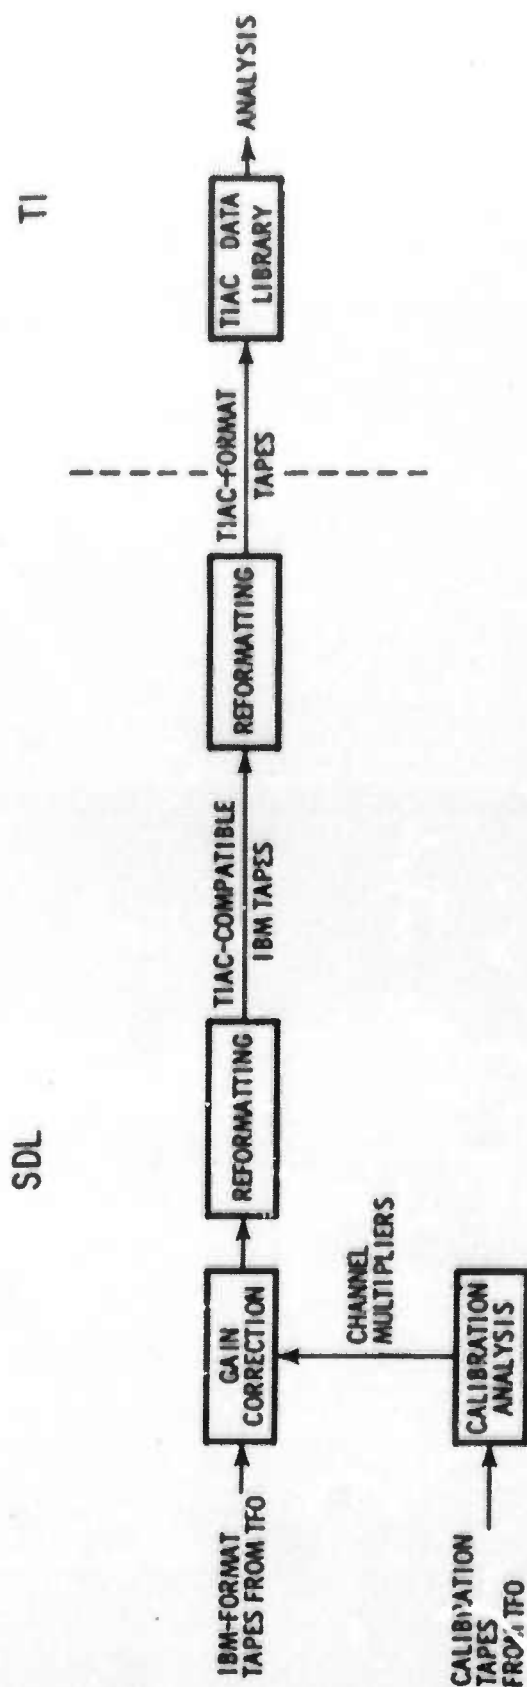 SDL
TI
IBM-FORMAT
TAPES FROM TFO
GAIN
CORRECTION
REFORMATTING
TIAC-COMPATIBLE
IBM TAPES
REFORMATTING
TIAC-FORMAT
TAPES
TIAC DATA
LIBRARY
ANALYSIS
CHANNEL
MULTIPLIERS
CALIBRATION
TAPES
FROM TFO
CALIBRATION
ANALYSIS